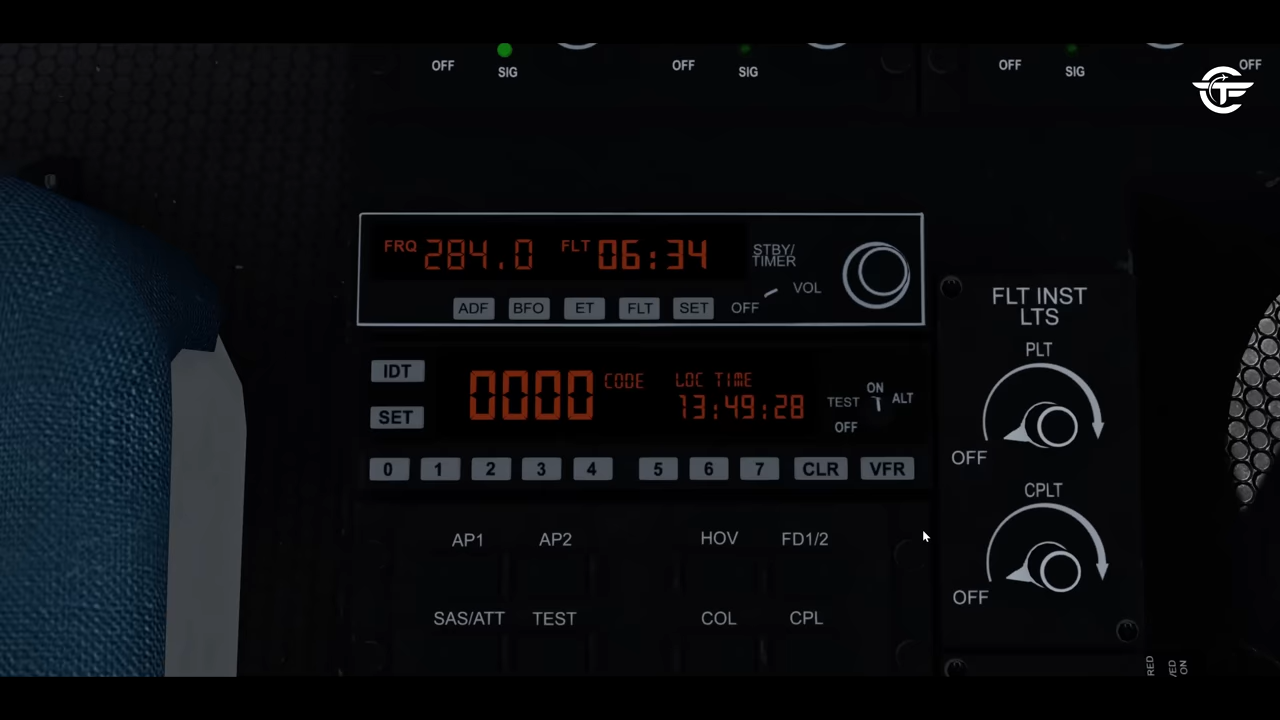 OFF SIG OFF SIG OFF SIG OFF
FRQ 284.0 FLT 06:34 STBY/
TIMER
ADF BFO ET FLT SET OFF VOL
IDT 0000 CODE LOC TIME ON
SET 13:49:28 TEST ALT
OFF
0 1 2 3 4 5 6 7 CLR VFR
AP1 AP2 HOV FD1/2
SAS/ATT TEST COL CPL
FLT INST
LTS
PLT
OFF
CPLT
OFF
RED
ON